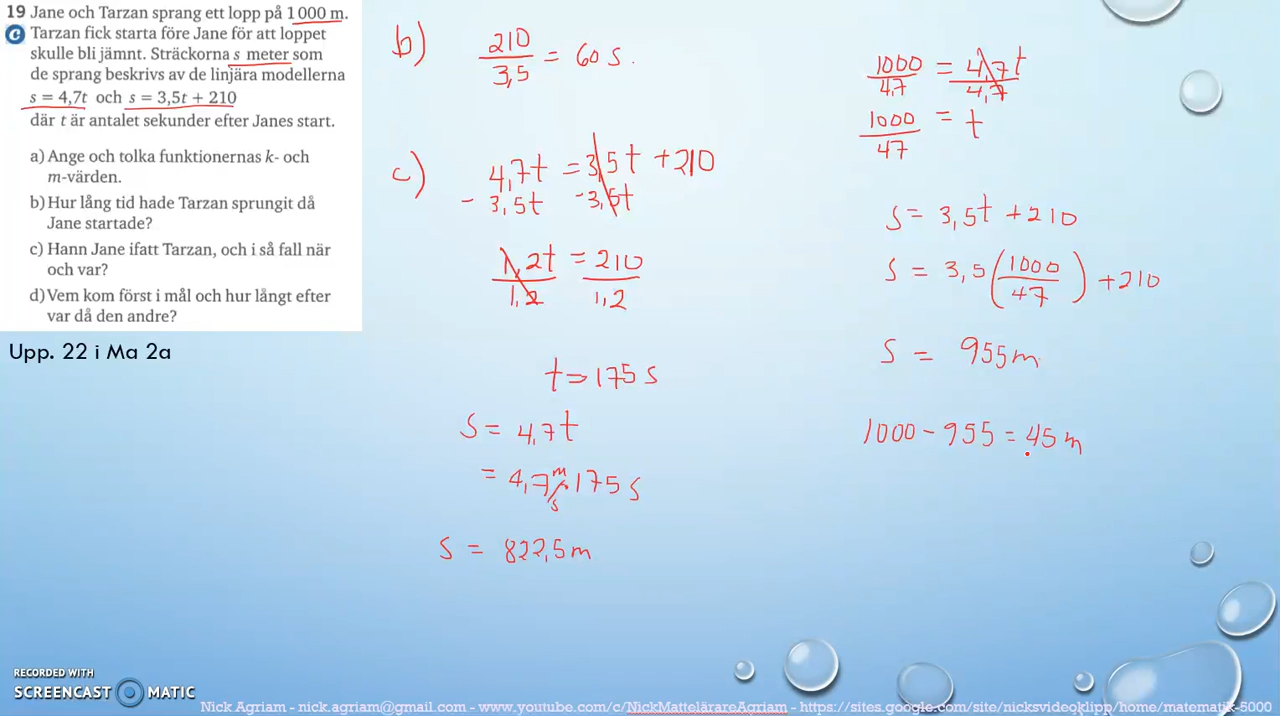 19 Jane och Tarzan sprang ett lopp på 1 000 m.
C Tarzan fick starta före Jane för att loppet
skulle bli jämnt. Sträckorna s meter som
de sprang beskrivs av de linjära modellerna
s = 4,7t och s = 3,5t + 210
där t är antalet sekunder efter Janes start.
a) Ange och tolka funktionernas k- och
m-värden.
b) Hur lång tid hade Tarzan sprungit då
Jane startade?
c) Hann Jane ifatt Tarzan, och i så fall när
och var?
d) Vem kom först i mål och hur långt efter
var då den andre?
Upp. 22 i Ma 2a
b) 210/3,5 = 60 s.
c) 4,7t = 3,5t + 210
- 3,5t - 3,5t
1,2t/1,2 = 210/1,2
t = 175 s
s = 4,7t
= 4,7 m/s · 175 s
s = 822,5 m
1000/4,7 = 4,7t/4,7
1000/47 = t
s = 3,5t + 210
s = 3,5 (1000/47) + 210
s = 955 m
1000 - 955 = 45 m
RECORDED WITH
SCREENCAST MATIC
Nick Agriam - nick.agriam@gmail.com - www.youtube.com/c/NickMattelärareAgriam - https://sites.google.com/site/nicksvideoklipp/home/matematik-5000